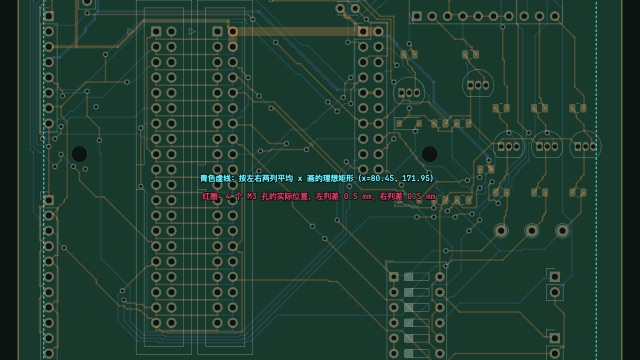 青色虚线: 按左右两列平均 x 画的理想矩形 (x=80.45, 171.95)
红圈: 4 个 M3 孔的实际位置, 左列差 0.5 mm, 右列差 0.5 mm